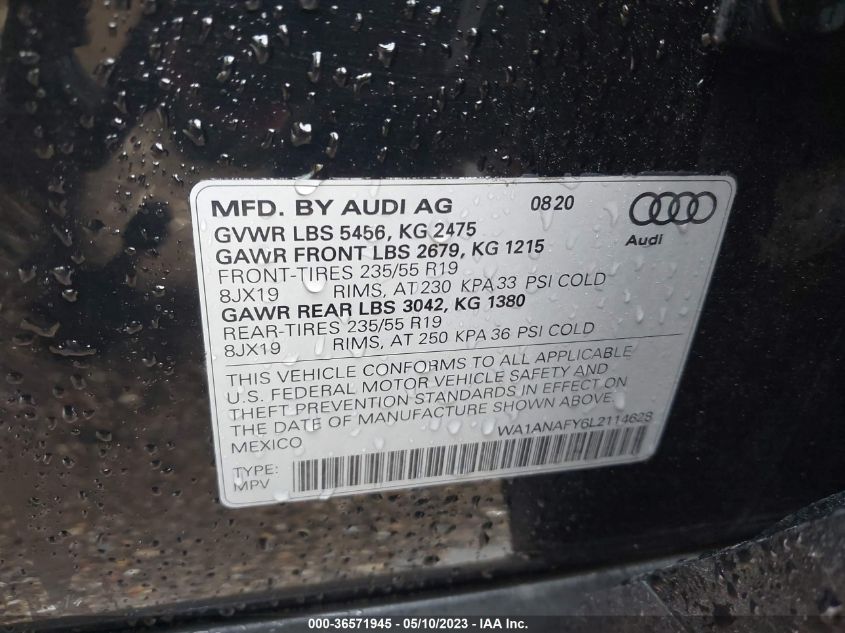 MFD. BY AUDI AG 0820
Audi
GVWR LBS 5456, KG 2475
GAWR FRONT LBS 2679, KG 1215
FRONT-TIRES 235/55 R19
8JX19 RIMS, AT 230 KPA 33 PSI COLD
GAWR REAR LBS 3042, KG 1380
REAR-TIRES 235/55 R19
8JX19 RIMS, AT 250 KPA 36 PSI COLD
THIS VEHICLE CONFORMS TO ALL APPLICABLE
U.S. FEDERAL MOTOR VEHICLE SAFETY AND
THEFT PREVENTION STANDARDS IN EFFECT ON
THE DATE OF MANUFACTURE SHOWN ABOVE.
MEXICO WA1ANAFY6L2114628
TYPE:
MPV
000-36571945 - 05/10/2023 - IAA Inc.